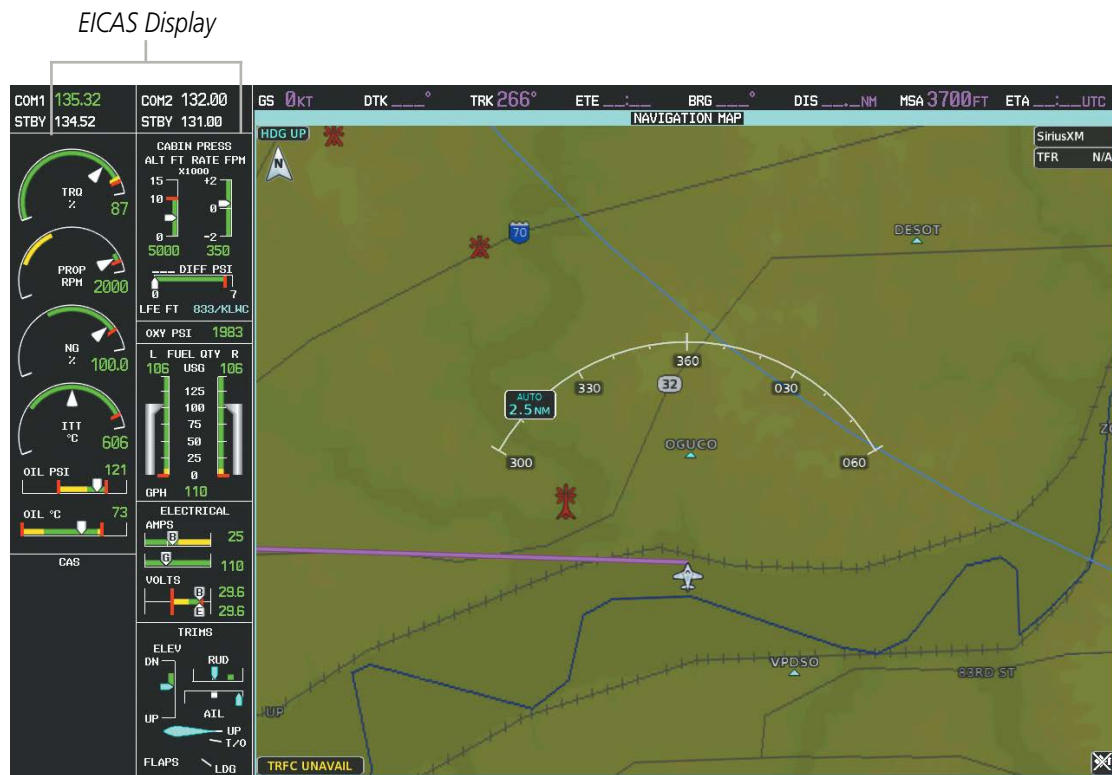 EICAS Display
COM1 135.32
STBY 134.52
COM2 132.00
STBY 131.00
GS 0KT DTK ___° TRK 266° ETE __:__ BRG ___° DIS __._NM MSA 3700FT ETA __:__UTC
NAVIGATION MAP
TRQ
%
87
PROP
RPM
2000
NG
%
100.0
ITT
°C
606
OIL PSI 121
OIL °C 73
CAS
CABIN PRESS
ALT FT RATE FPM
X1000
15 +2
10 0
0 -2
5000 350
___ DIFF PSI
0 7
LFE FT 833/KLWC
OXY PSI 1983
L FUEL QTY R
106 USG 106
125
100
75
50
25
0
GPH 110
ELECTRICAL
AMPS
B 25
G 110
VOLTS
B 29.6
E 29.6
TRIMS
ELEV
DN RUD
UP AIL
UP
T/O
FLAPS LDG
HDG UP
N
SiriusXM
TFR N/A
70
DESOT
360
330 32 030
AUTO
2.5NM
OGUCO
300 060
VPDSO
83RD ST
UP
TRFC UNAVAIL